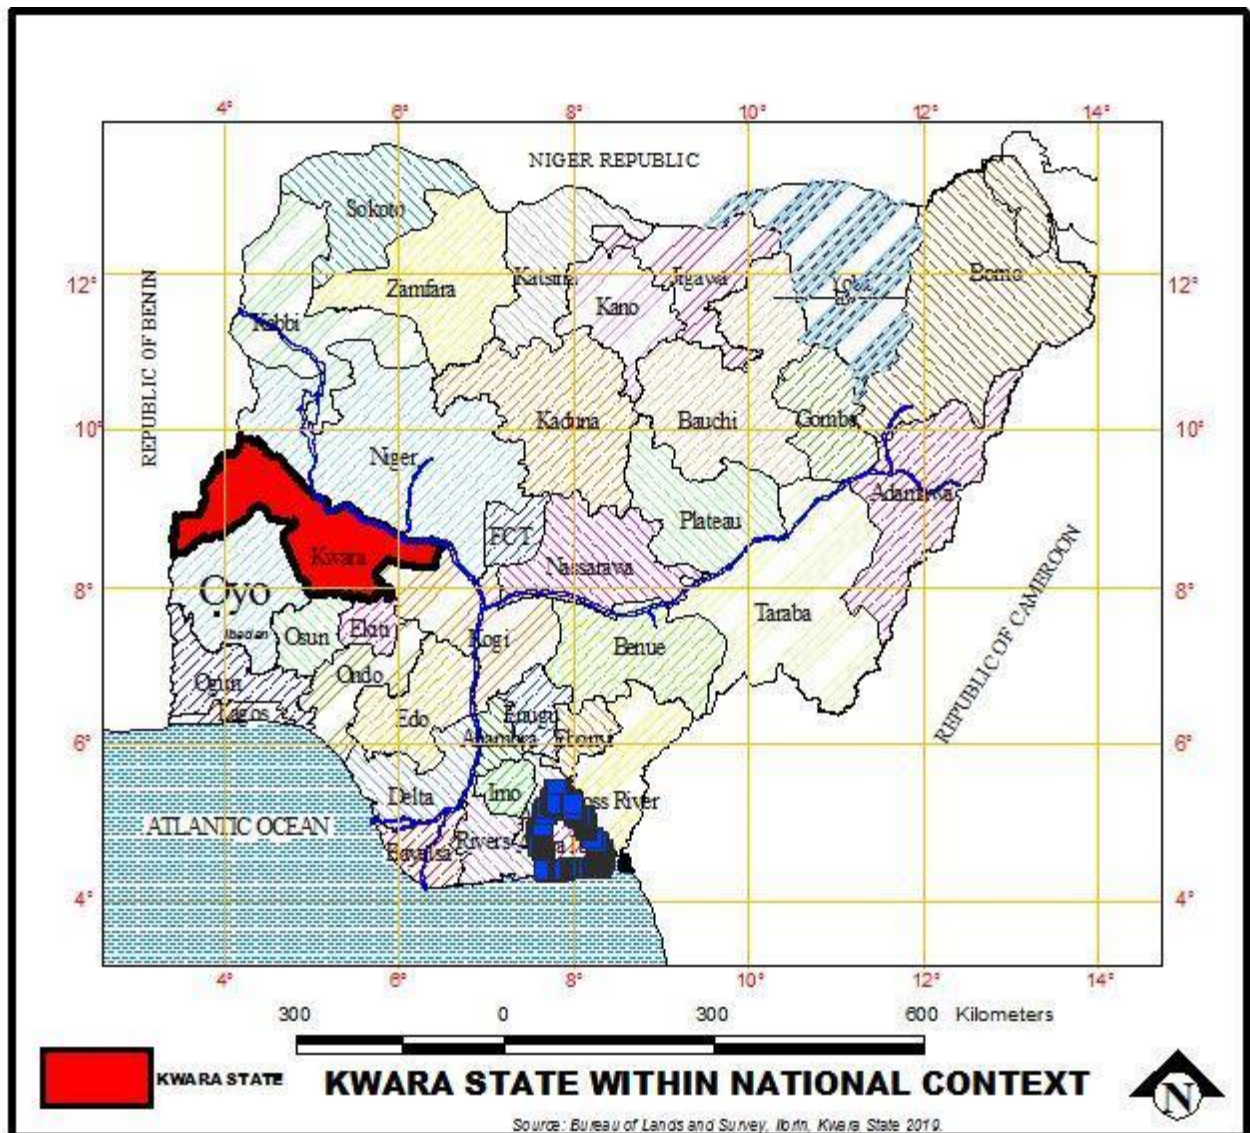 4° 6° 8° 10° 12° 14°
NIGER REPUBLIC
Sokoto
12° Zamfara Katsina Kano Jigawa Borno 12°
Kebbi
REPUBLIC OF BENIN
10° Niger Kaduna Bauchi Gombe 10°
Adamawa
FCT Plateau
Kwara Nassarawa
8° Oyo Taraba 8°
Ibadan Osun Ekiti Kogi Benue
REPUBLIC OF CAMEROON
Ogun Ondo
Lagos Edo Enugu
6° Anambra Ebonyi 6°
Delta Imo oss River
ATLANTIC OCEAN
Bayelsa Rivers
4° 4°
4° 6° 8° 10° 12° 14°
300 0 300 600 Kilometers
KWARA STATE
KWARA STATE WITHIN NATIONAL CONTEXT
N
Source: Bureau of Lands and Survey, Ilorin, Kwara State 2019.